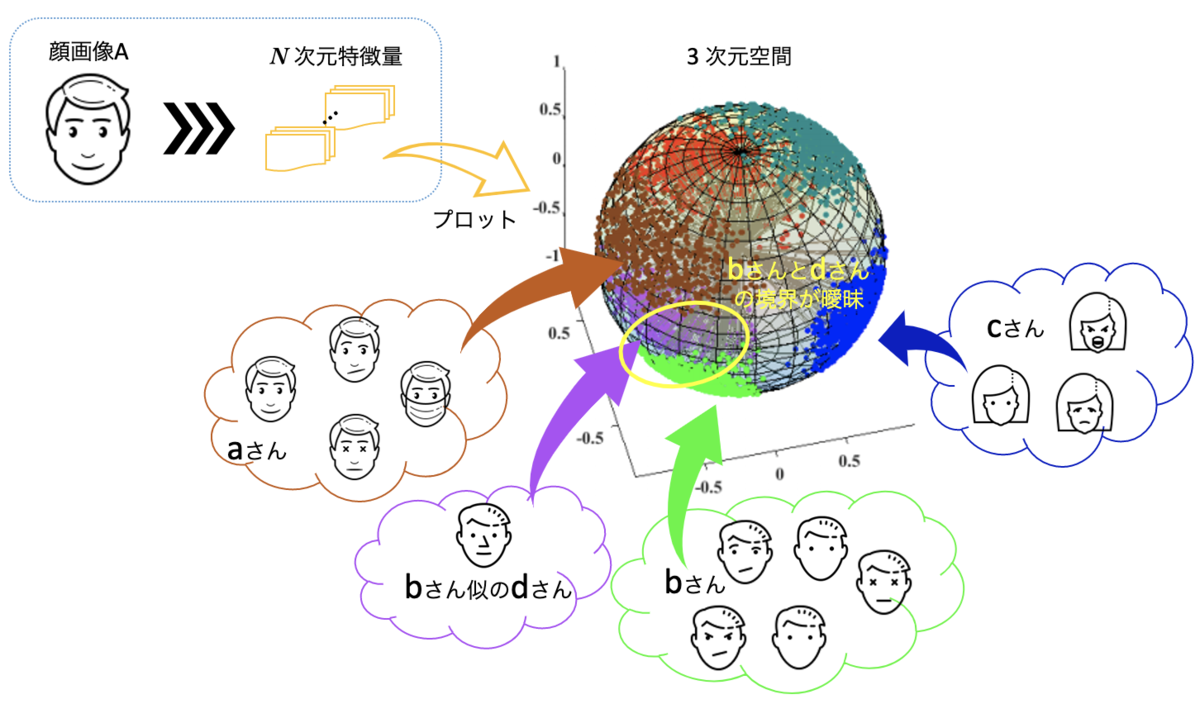 顔画像A
N 次元特徴量
プロット
3 次元空間
1
0.5
0
-0.5
-1
0.5
-0.5
-0.5
0
0.5
bさんとdさん
の境界が曖昧
aさん
bさん似のdさん
bさん
cさん